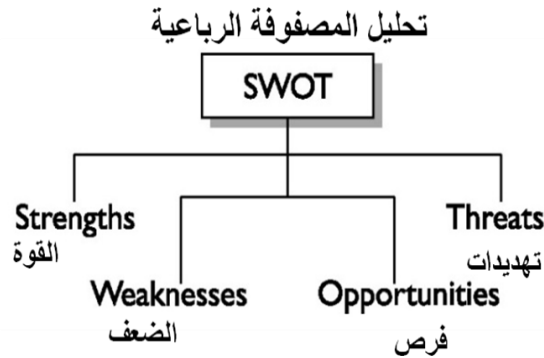 تحليل المصفوفة الرباعية
SWOT
Strengths
القوة
Weaknesses
الضعف
Opportunities
فرص
Threats
تهديدات